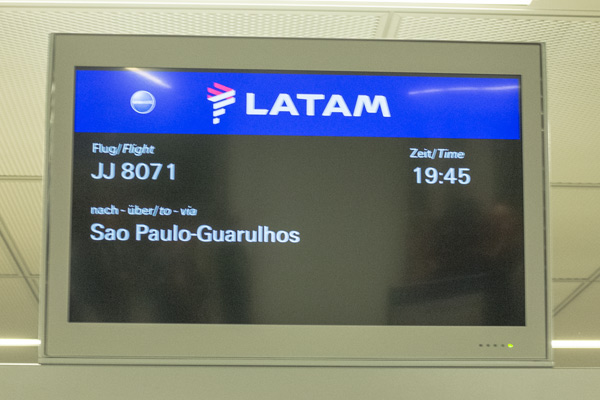 LATAM
Flug/Flight
Zeit/Time
JJ 8071
19:45
nach - über/to - via
Sao Paulo-Guarulhos